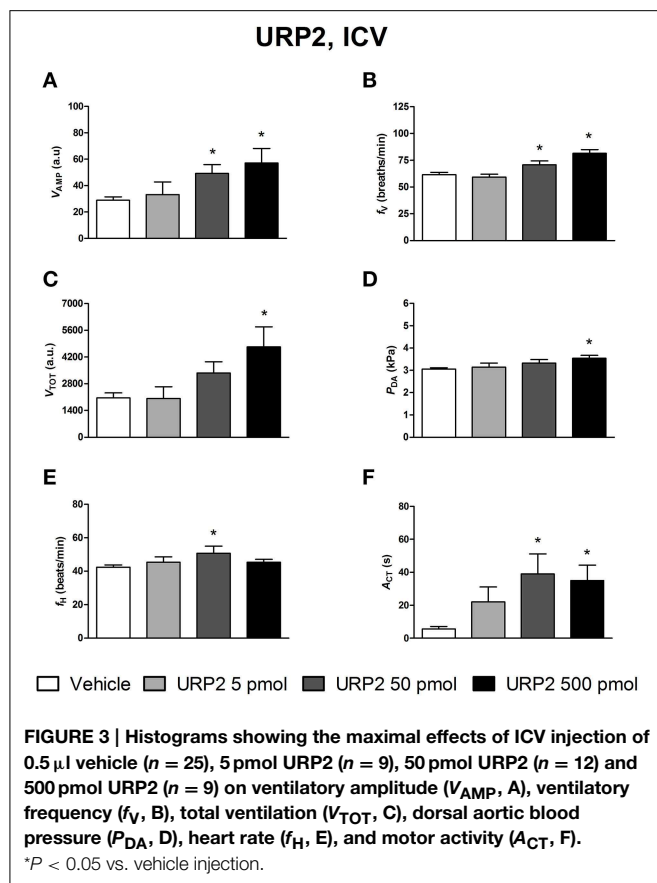 URP2, ICV
A
100
80
60
40
20
0
V_AMP (a.u)
*
*
B
125
100
75
50
25
0
f_V (breaths/min)
*
*
C
7000
5600
4200
2800
1400
0
V_TOT (a.u.)
*
D
6
5
4
3
2
1
0
P_DA (kPa)
*
E
80
60
40
20
0
f_H (beats/min)
*
F
80
60
40
20
0
A_CT (s)
*
*
Vehicle URP2 5 pmol URP2 50 pmol URP2 500 pmol
FIGURE 3 | Histograms showing the maximal effects of ICV injection of
0.5 µl vehicle (n = 25), 5 pmol URP2 (n = 9), 50 pmol URP2 (n = 12) and
500 pmol URP2 (n = 9) on ventilatory amplitude (V_AMP, A), ventilatory
frequency (f_V, B), total ventilation (V_TOT, C), dorsal aortic blood
pressure (P_DA, D), heart rate (f_H, E), and motor activity (A_CT, F).
*P < 0.05 vs. vehicle injection.